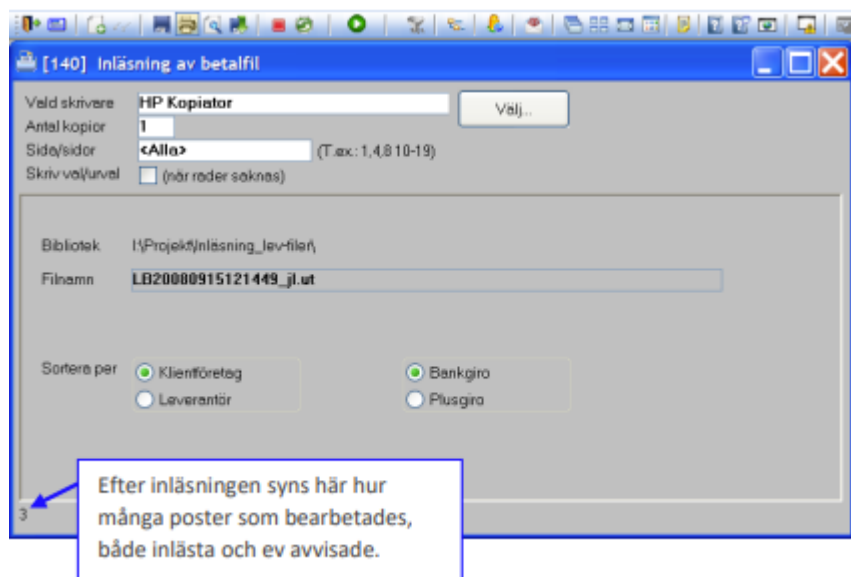 [140] Inläsning av betalfil
Vald skrivare HP Kopiator Välj...
Antal kopior 1
Sida/sidor <Alla> (T.ex.: 1,4,8 10-19)
Skriv val/urval (när rader saknas)
Bibliotek I:\Projekt\Inläsning_lev-filer\
Filnamn LB20080915121449_jl.ut
Sortera per Klientföretag Bankgiro
Leverantör Plusgiro
Efter inläsningen syns här hur
3 många poster som bearbetades,
både inlästa och ev avvisade.